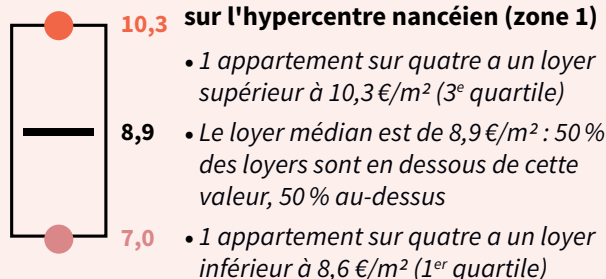 10,3
sur l'hypercentre nancéien (zone 1)
• 1 appartement sur quatre a un loyer
supérieur à 10,3 €/m² (3e quartile)
8,9
• Le loyer médian est de 8,9 €/m² : 50 %
des loyers sont en dessous de cette
valeur, 50 % au-dessus
7,0
• 1 appartement sur quatre a un loyer
inférieur à 8,6 €/m² (1er quartile)